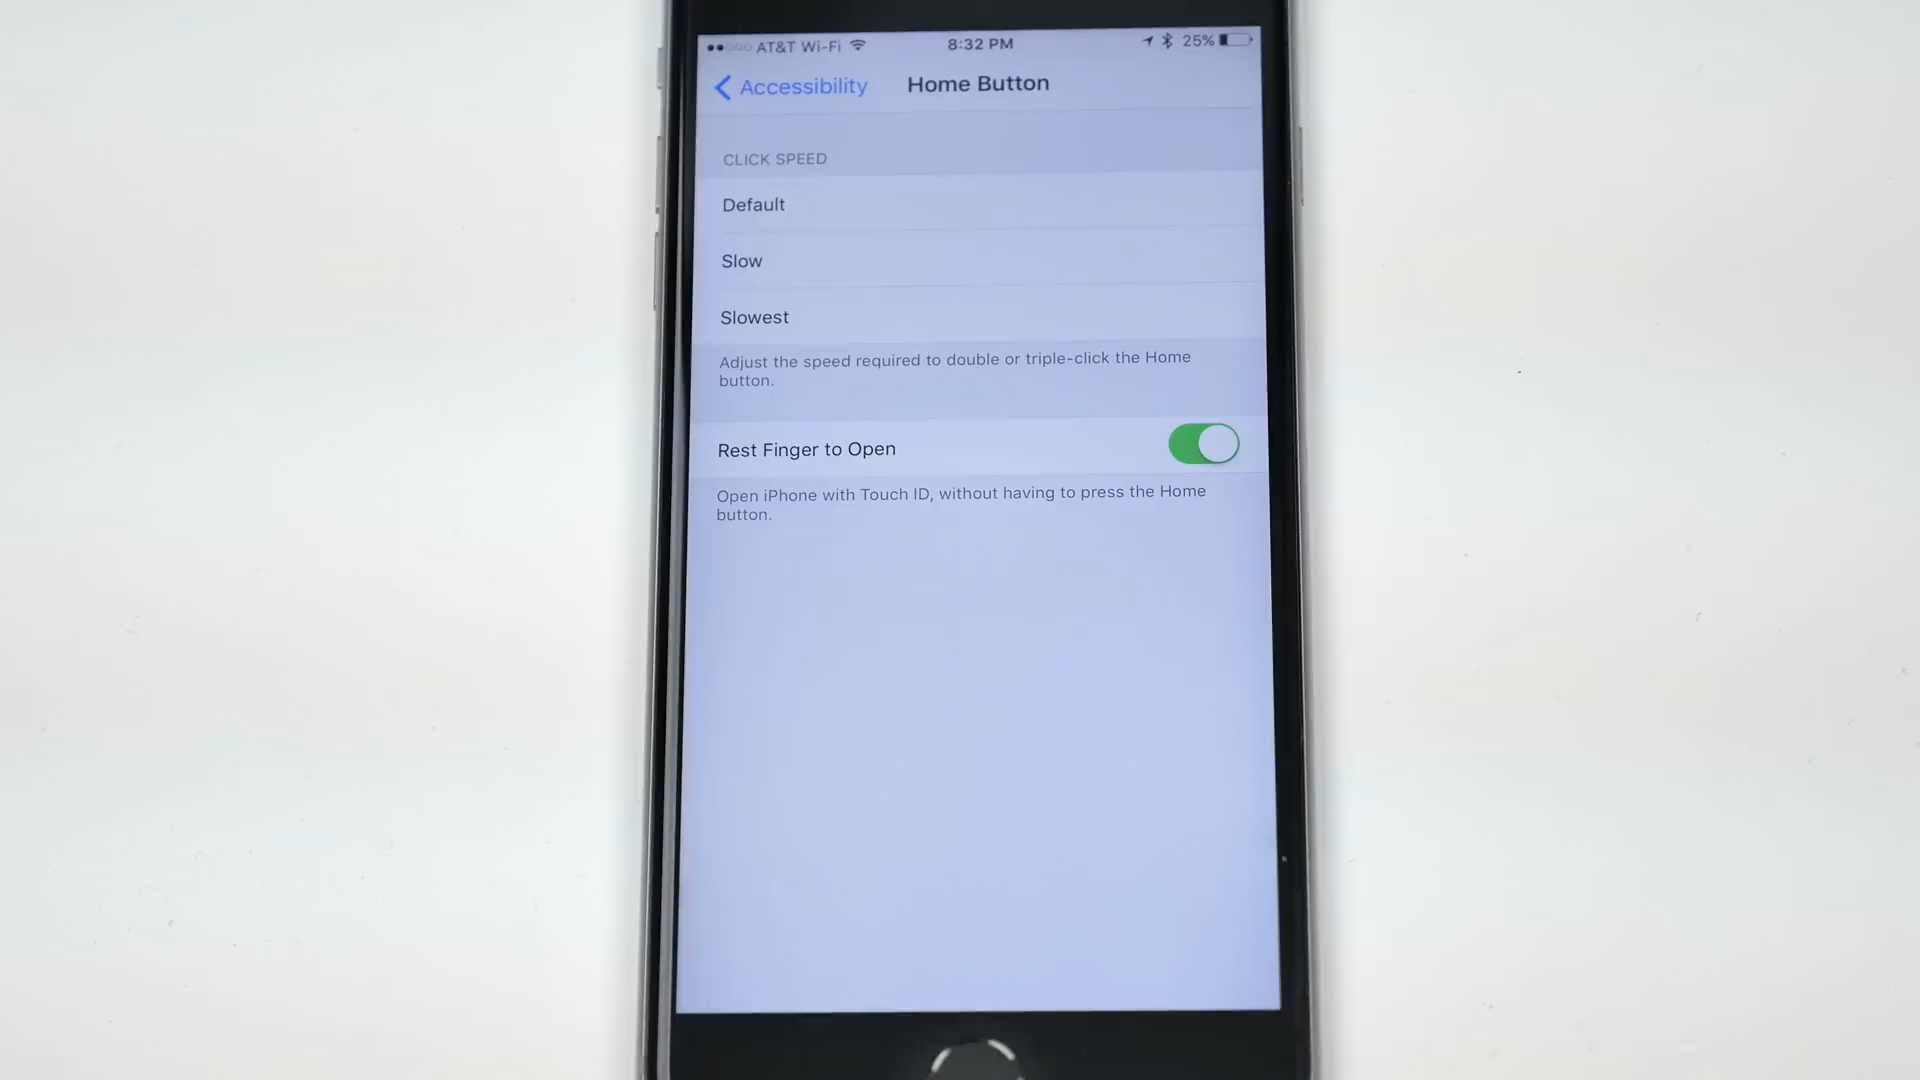 AT&T Wi-Fi 8:32 PM 25%
Accessibility Home Button
CLICK SPEED
Default
Slow
Slowest
Adjust the speed required to double or triple-click the Home
button.
Rest Finger to Open
Open iPhone with Touch ID, without having to press the Home
button.